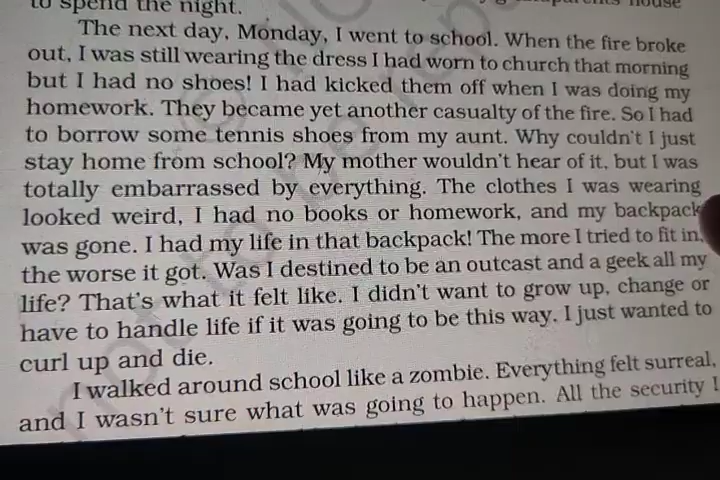 to spend the night.
house
The next day, Monday, I went to school. When the fire broke
out, I was still wearing the dress I had worn to church that morning
but I had no shoes! I had kicked them off when I was doing my
homework. They became yet another casualty of the fire. So I had
to borrow some tennis shoes from my aunt. Why couldn't I just
stay home from school? My mother wouldn't hear of it, but I was
totally embarrassed by everything. The clothes I was wearing
looked weird, I had no books or homework, and my backpack
was gone. I had my life in that backpack! The more I tried to fit in,
the worse it got. Was I destined to be an outcast and a geek all my
life? That's what it felt like. I didn't want to grow up, change or
have to handle life if it was going to be this way. I just wanted to
curl up and die.
I walked around school like a zombie. Everything felt surreal,
and I wasn't sure what was going to happen. All the security I